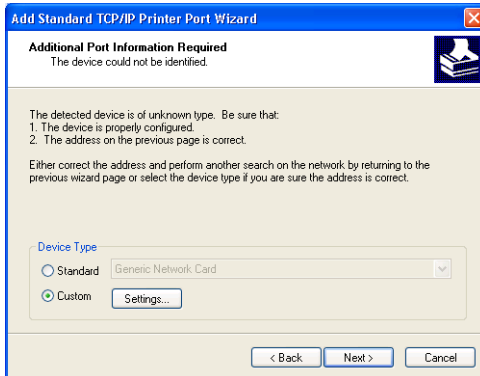 Add Standard TCP/IP Printer Port Wizard
Additional Port Information Required
The device could not be identified.
The detected device is of unknown type. Be sure that:
1. The device is properly configured.
2. The address on the previous page is correct.
Either correct the address and perform another search on the network by returning to the
previous wizard page or select the device type if you are sure the address is correct.
Device Type
Standard Generic Network Card
Custom Settings...
< Back Next > Cancel